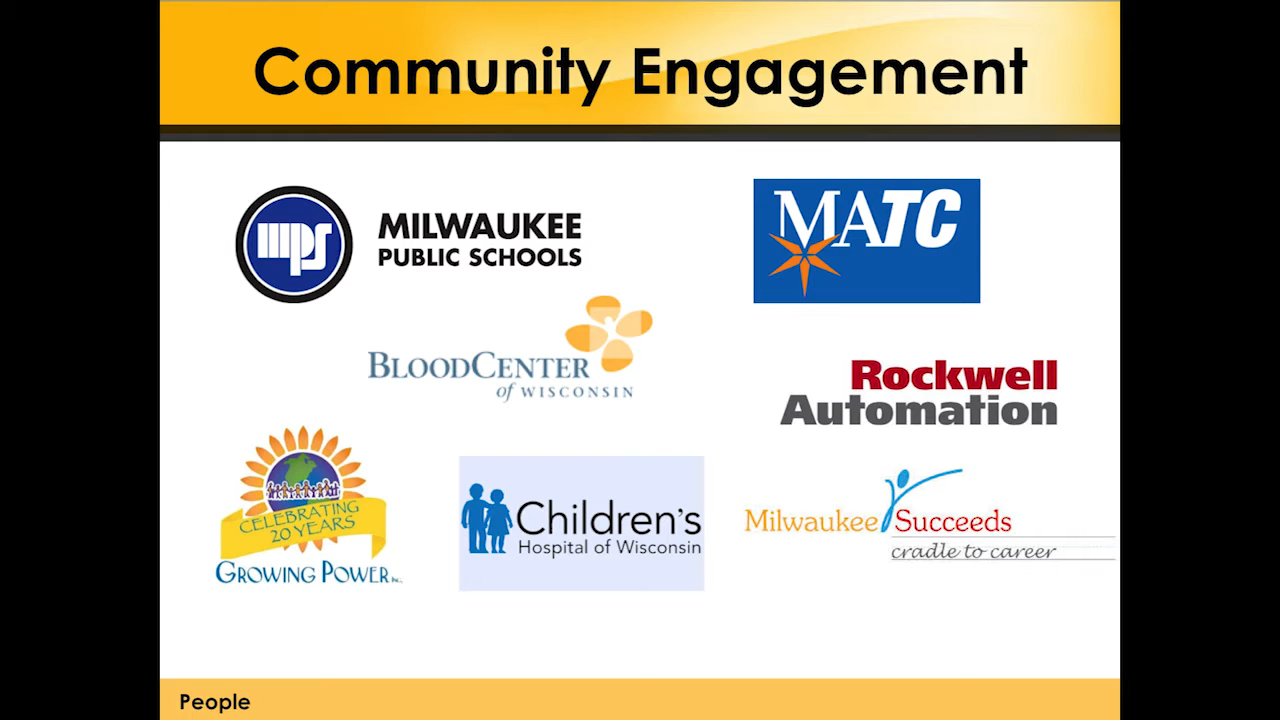 Community Engagement
mps
MILWAUKEE
PUBLIC SCHOOLS
MATC
BLOODCENTER
of WISCONSIN
Rockwell
Automation
CELEBRATING
20 YEARS
GROWING POWER INC.
Children's
Hospital of Wisconsin
Milwaukee Succeeds
cradle to career
People